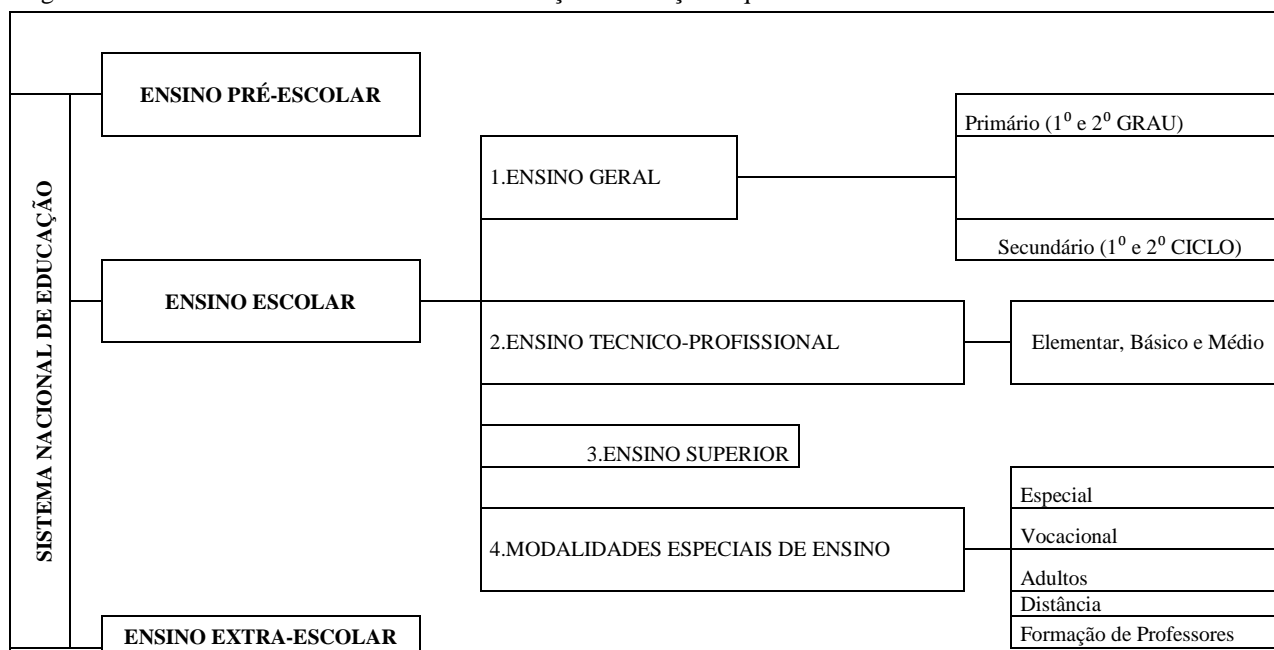 SISTEMA NACIONAL DE EDUCAÇÃO
ENSINO PRÉ-ESCOLAR
ENSINO ESCOLAR
1.ENSINO GERAL
Primário (1⁰ e 2⁰ GRAU)
Secundário (1⁰ e 2⁰ CICLO)
2.ENSINO TECNICO-PROFISSIONAL
Elementar, Básico e Médio
3.ENSINO SUPERIOR
4.MODALIDADES ESPECIAIS DE ENSINO
Especial
Vocacional
Adultos
Distância
Formação de Professores
ENSINO EXTRA-ESCOLAR